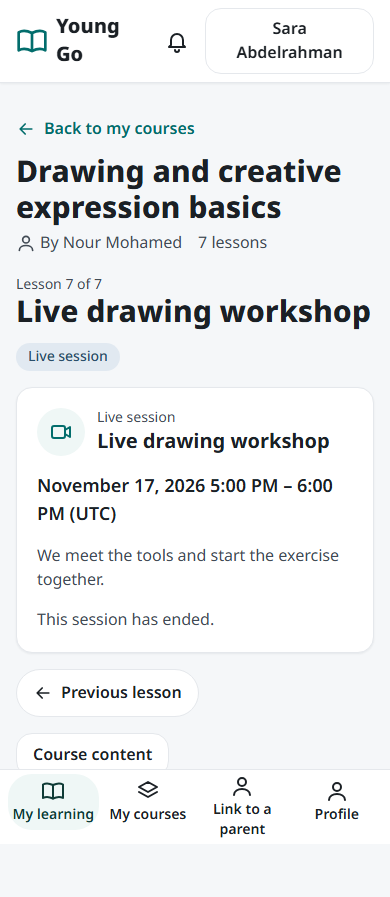 Young
Go
Sara
Abdelrahman
Back to my courses
Drawing and creative
expression basics
By Nour Mohamed 7 lessons
Lesson 7 of 7
Live drawing workshop
Live session
Live session
Live drawing workshop
November 17, 2026 5:00 PM – 6:00
PM (UTC)
We meet the tools and start the exercise
together.
This session has ended.
Previous lesson
Course content
My learning
My courses
Link to a
parent
Profile